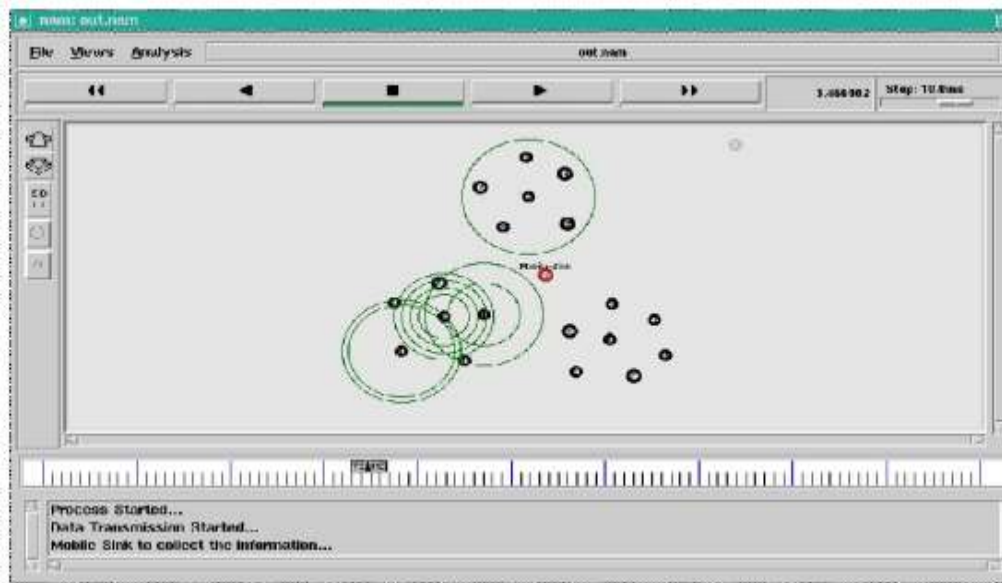 nam: out.nam
File Views Analysis out.nam
Step: 10.0ms
Process Started...
Data Transmission Started...
Mobile Sink to collect the information...